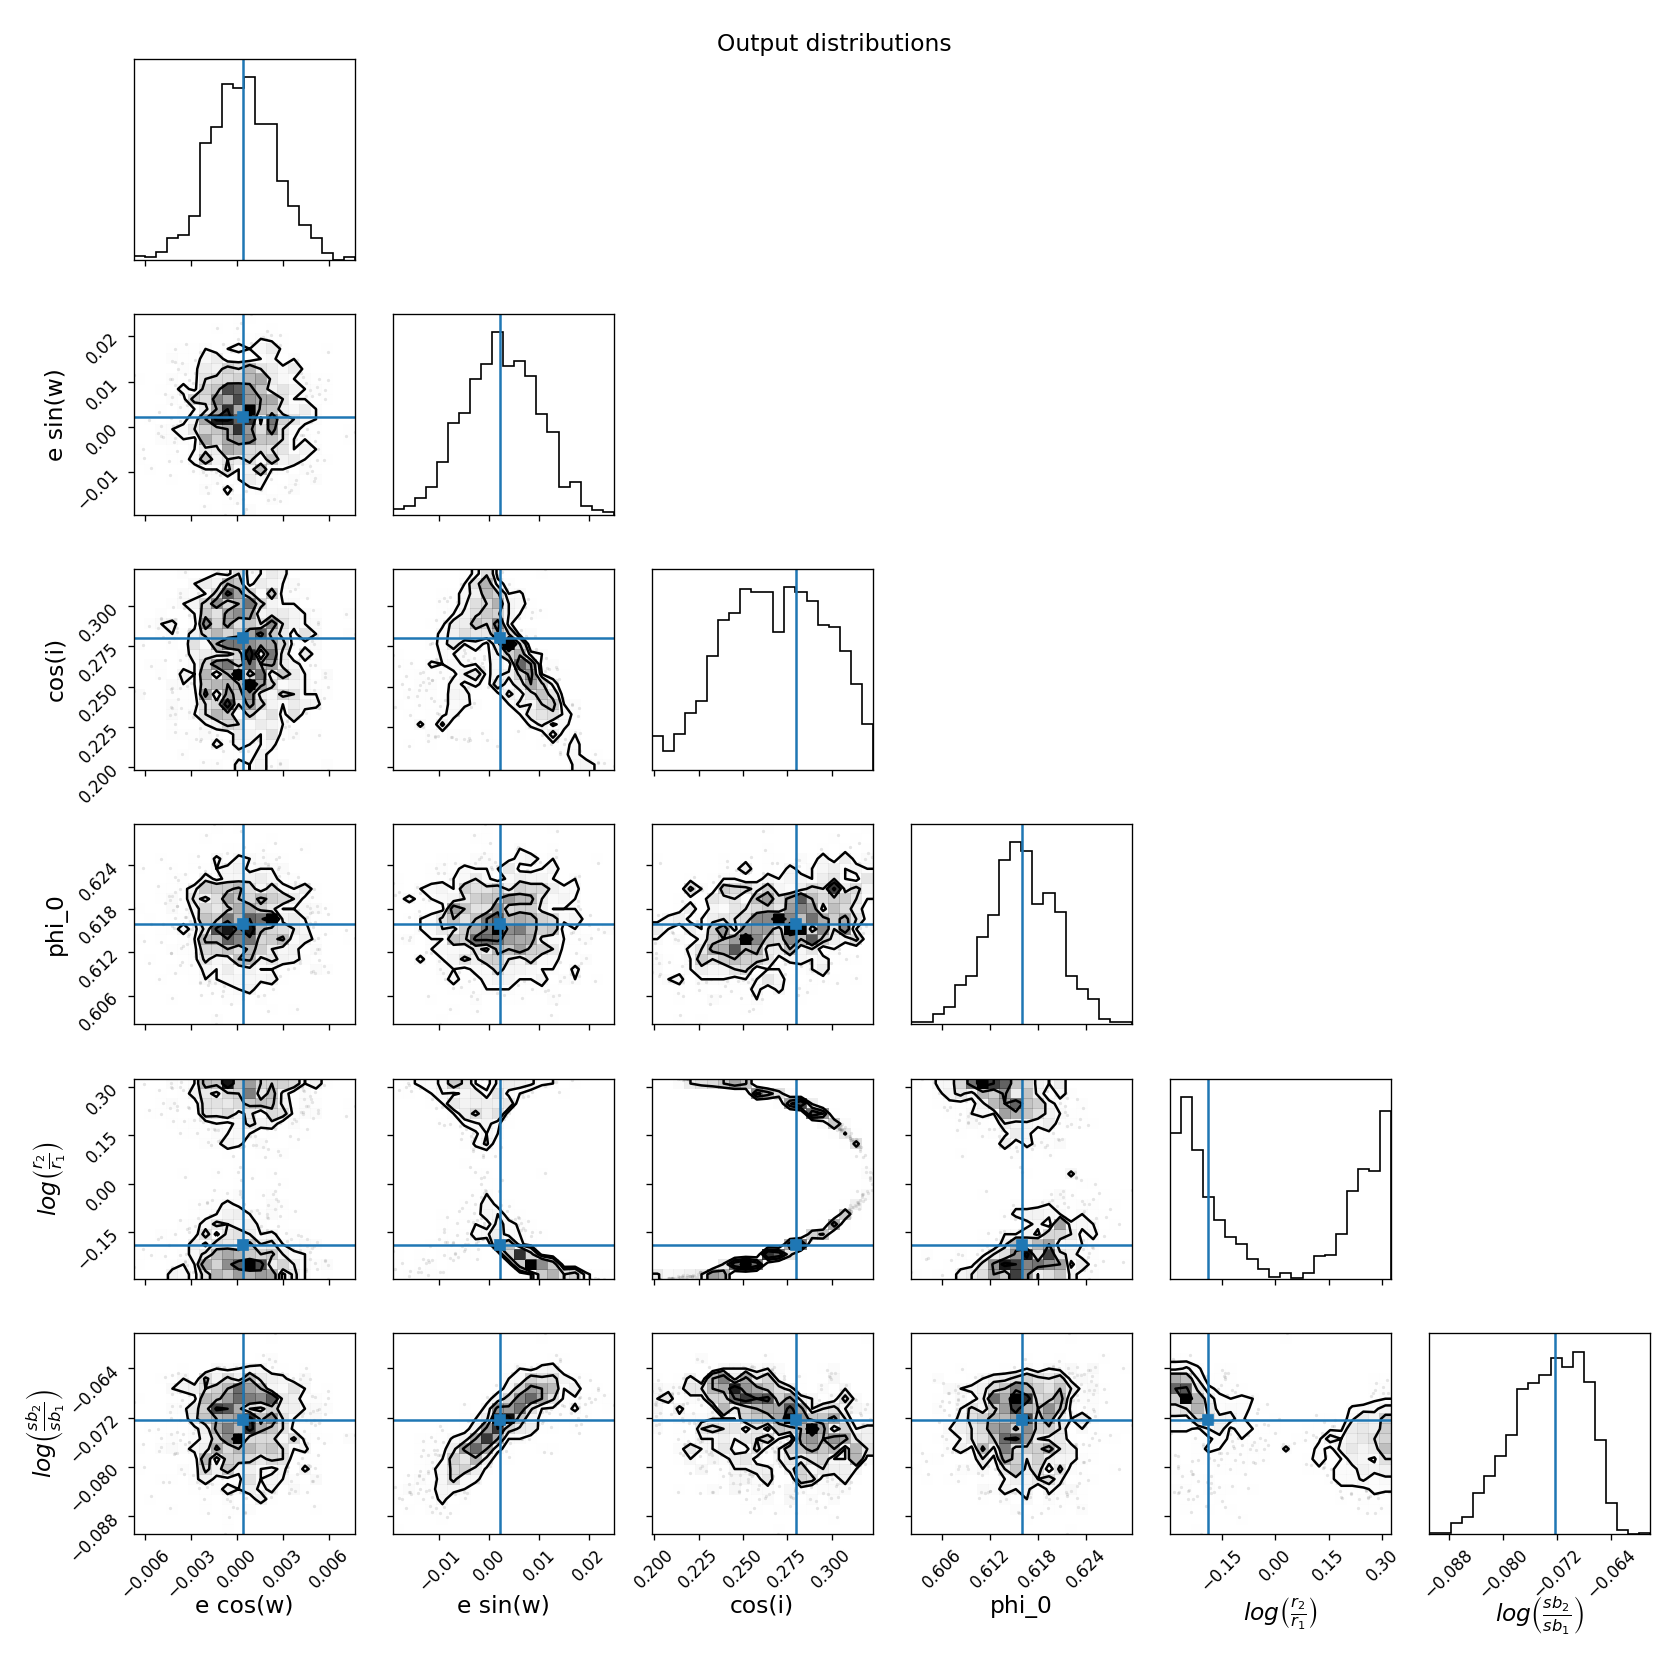 Output distributions
e sin(w)
0.02
0.01
0.00
−0.01
cos(i)
0.300
0.275
0.250
0.225
0.200
phi_0
0.624
0.618
0.612
0.606
log(r2/r1)
0.30
0.15
0.00
−0.15
log(sb2/sb1)
−0.064
−0.072
−0.080
−0.088
−0.006 −0.003 0.000 0.003 0.006
−0.01 0.00 0.01 0.02
0.200 0.225 0.250 0.275 0.300
0.606 0.612 0.618 0.624
−0.15 0.00 0.15 0.30
−0.088 −0.080 −0.072 −0.064
e cos(w) e sin(w) cos(i) phi_0 log(r2/r1) log(sb2/sb1)